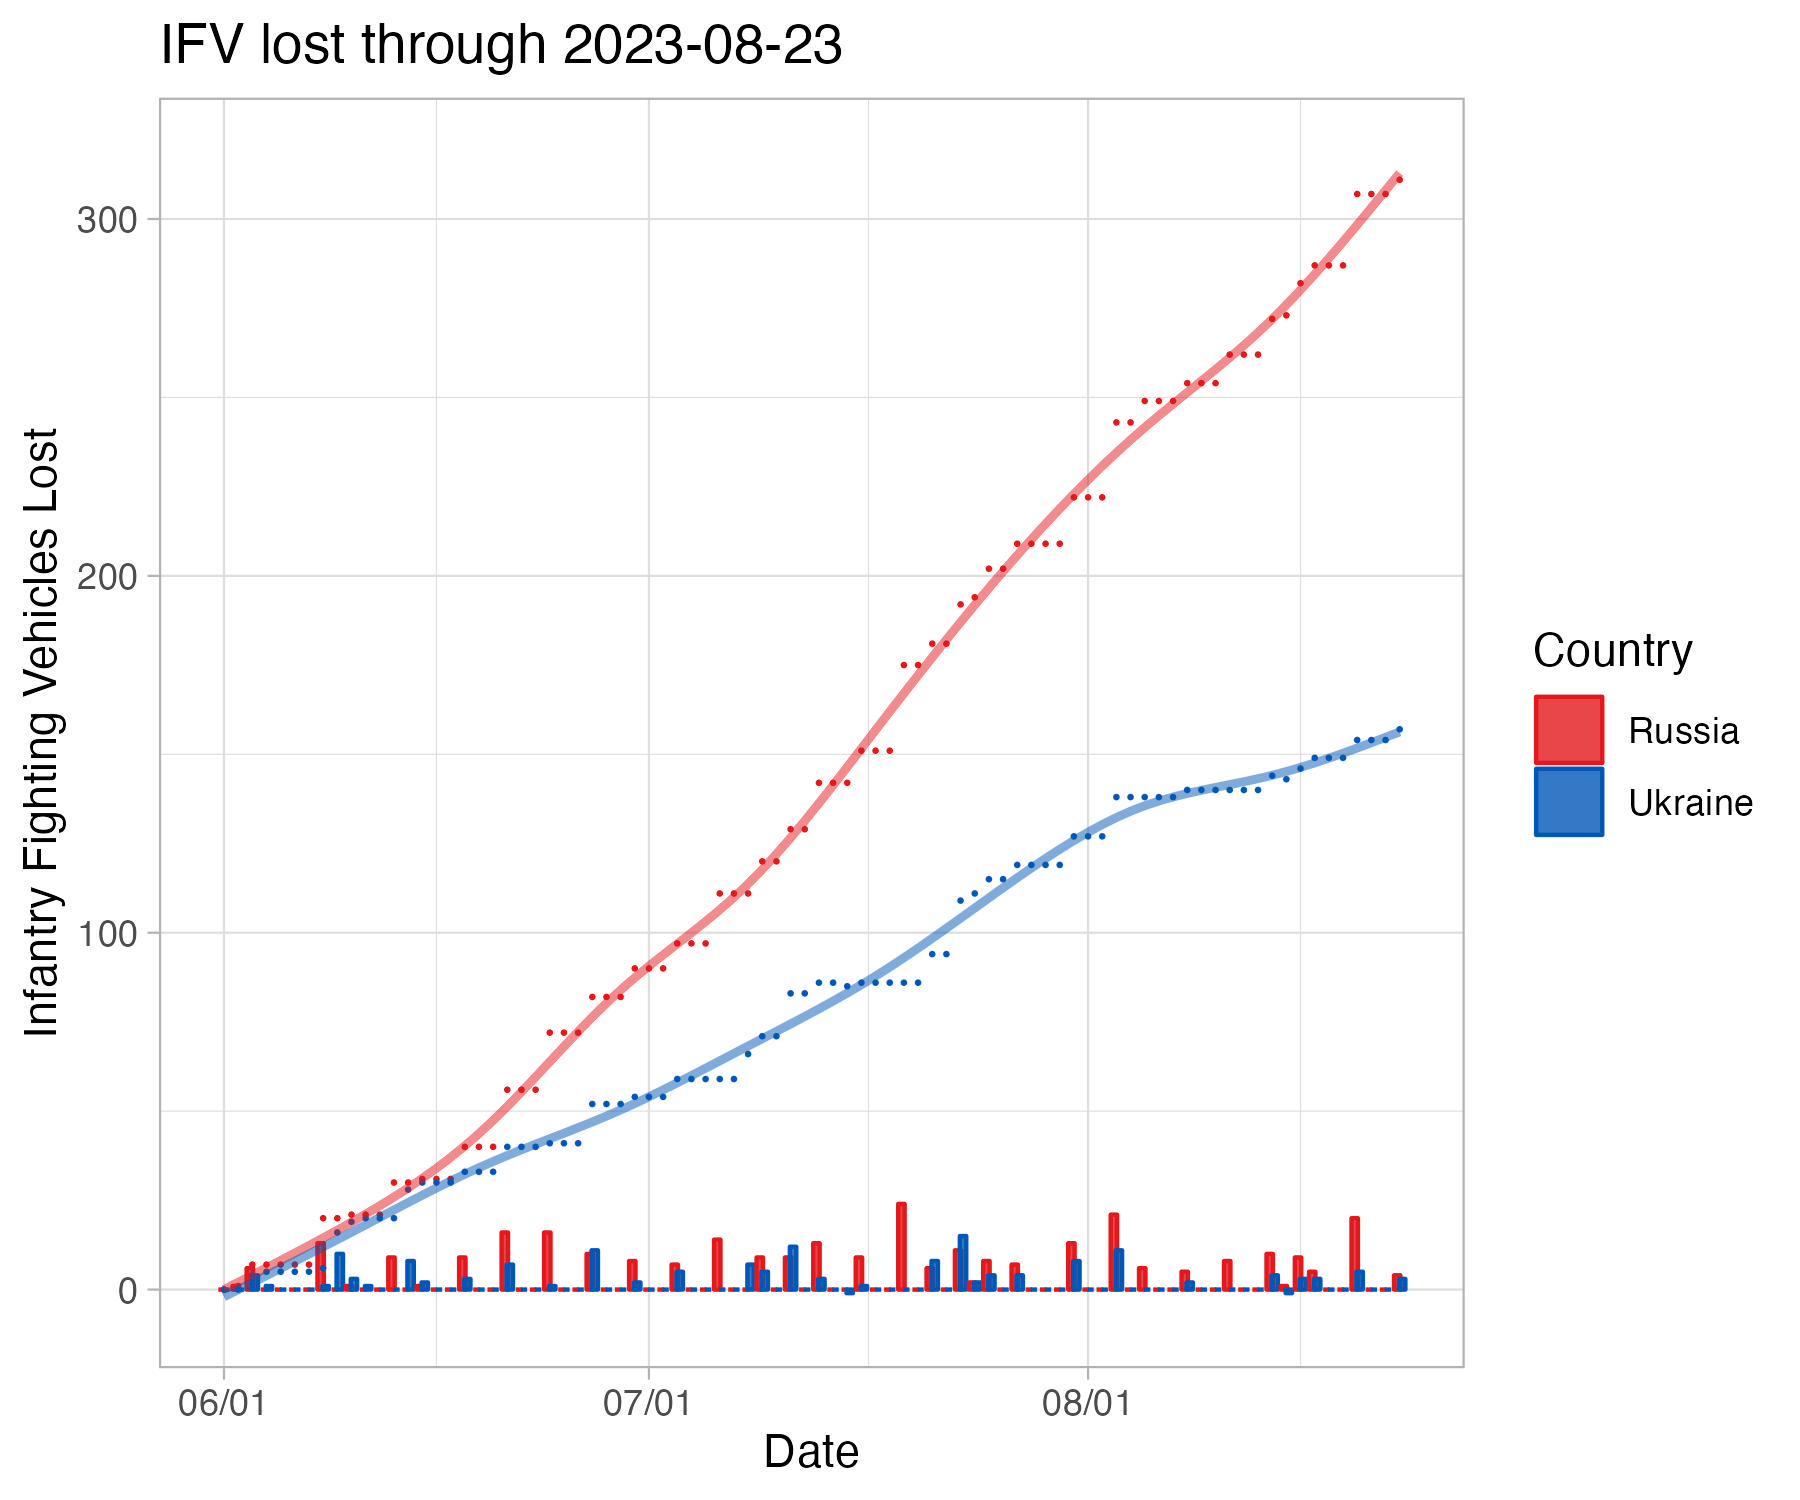 IFV lost through 2023-08-23
Infantry Fighting Vehicles Lost
300
200
100
0
06/01
07/01
08/01
Date
Country
Russia
Ukraine